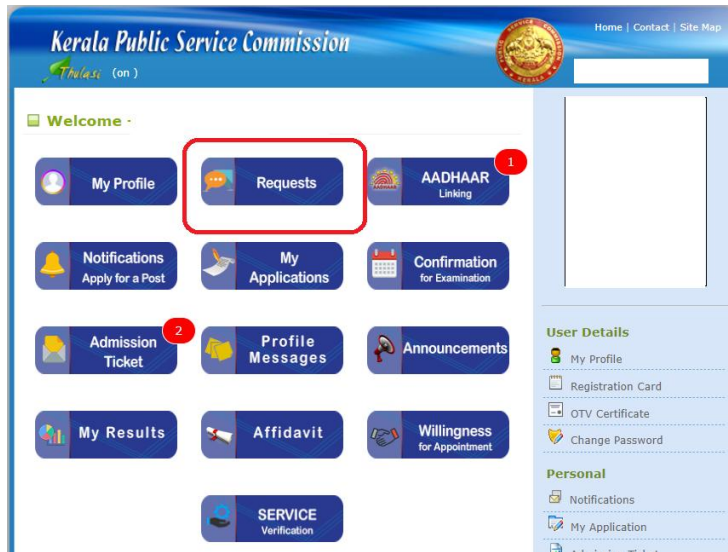 Home | Contact | Site Map
Kerala Public Service Commission
Thulasi (on )
Welcome ·
My Profile
Requests
AADHAAR
Linking
1
Notifications
Apply for a Post
My
Applications
Confirmation
for Examination
Admission
Ticket
2
Profile
Messages
Announcements
My Results
Affidavit
Willingness
for Appointment
SERVICE
Verification
User Details
My Profile
Registration Card
OTV Certificate
Change Password
Personal
Notifications
My Application
Admission Ticket